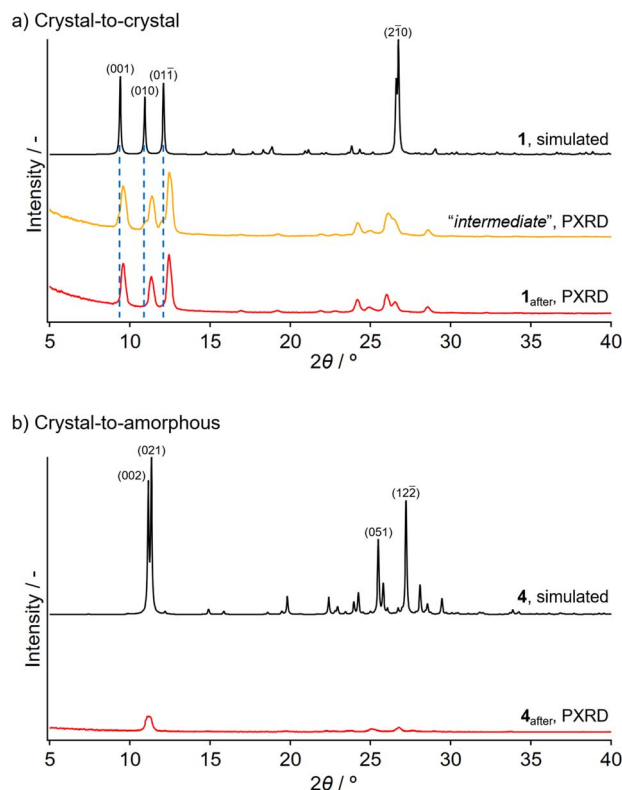 a) Crystal-to-crystal
(21̅0)
(001)
(010)
(011̅)
1, simulated
"intermediate", PXRD
1after, PXRD
Intensity / -
5 10 15 20 25 30 35 40
2θ / º
b) Crystal-to-amorphous
(021)
(002)
(122̅)
(051)
4, simulated
4after, PXRD
Intensity / -
5 10 15 20 25 30 35 40
2θ / º